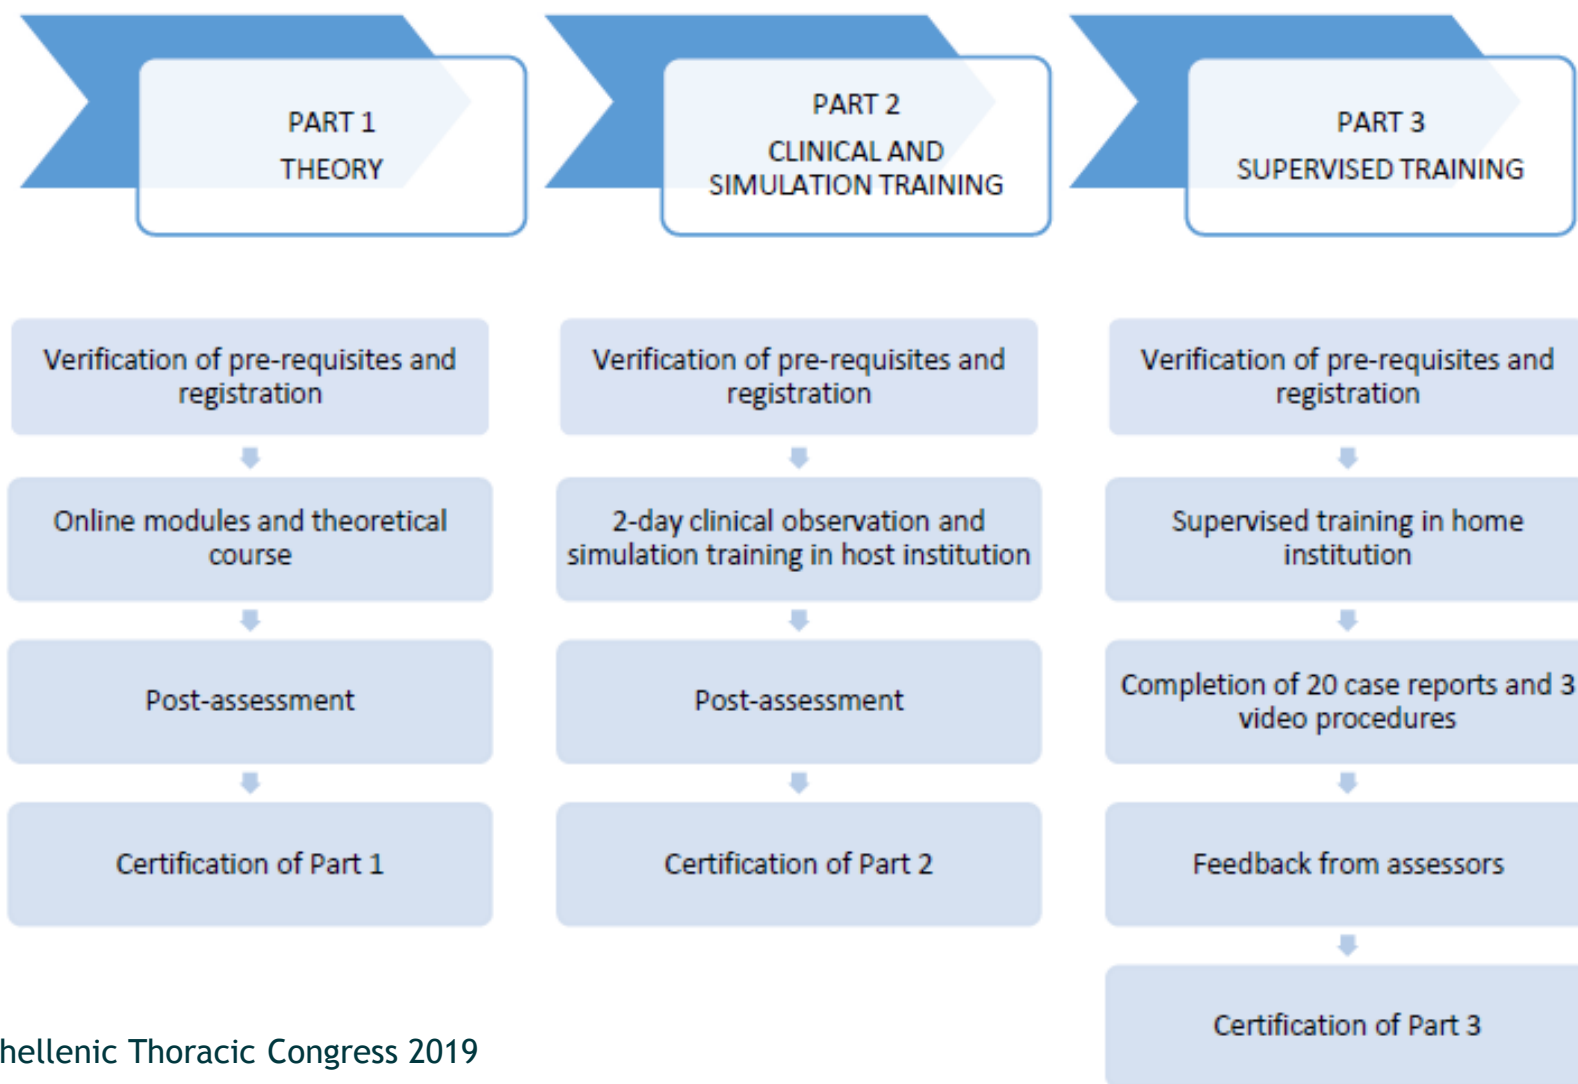 PART 1
THEORY
PART 2
CLINICAL AND
SIMULATION TRAINING
PART 3
SUPERVISED TRAINING
Verification of pre-requisites and
registration
Online modules and theoretical
course
Post-assessment
Certification of Part 1
Verification of pre-requisites and
registration
2-day clinical observation and
simulation training in host institution
Post-assessment
Certification of Part 2
Verification of pre-requisites and
registration
Supervised training in home
institution
Completion of 20 case reports and 3
video procedures
Feedback from assessors
Certification of Part 3
hellenic Thoracic Congress 2019